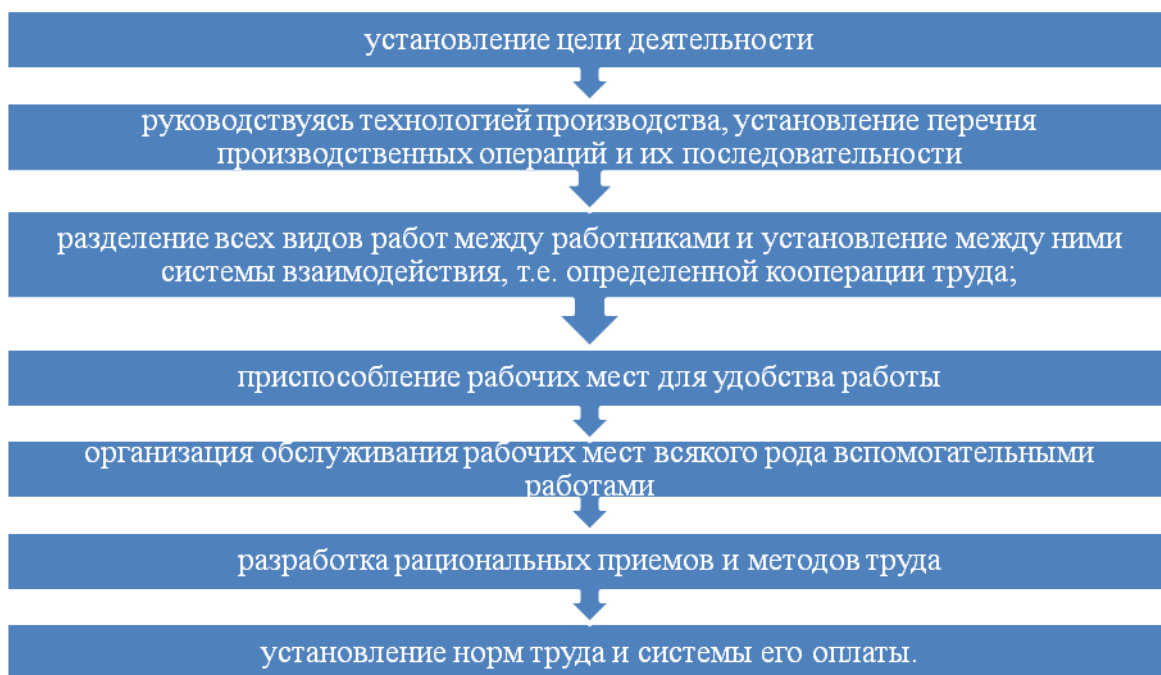 установление цели деятельности
руководствуясь технологией производства, установление перечня
производственных операций и их последовательности
разделение всех видов работ между работниками и установление между ними
системы взаимодействия, т.е. определенной кооперации труда;
приспособление рабочих мест для удобства работы
организация обслуживания рабочих мест всякого рода вспомогательными
работами
разработка рациональных приемов и методов труда
установление норм труда и системы его оплаты.